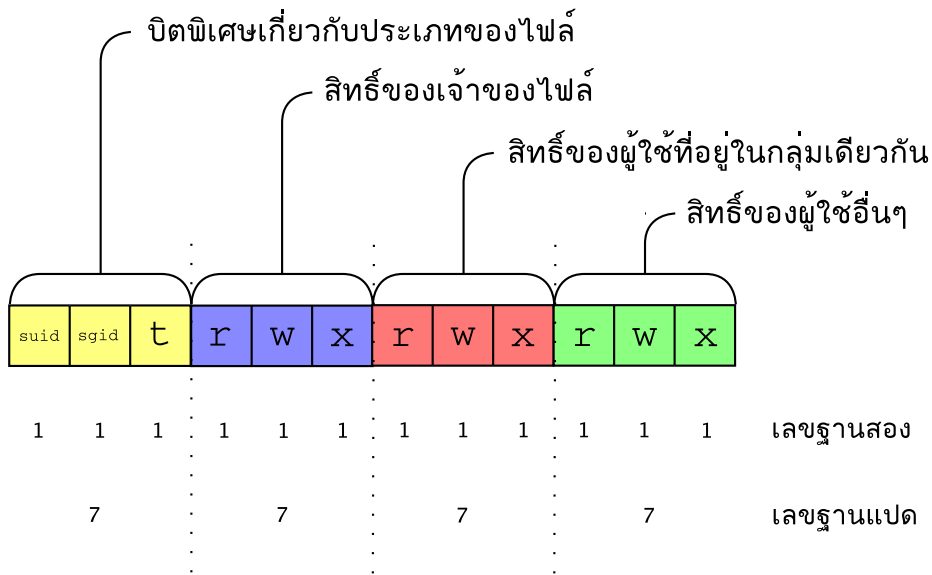 บิตพิเศษเกี่ยวกับประเภทของไฟล์
สิทธิ์ของเจ้าของไฟล์
สิทธิ์ของผู้ใช้ที่อยู่ในกลุ่มเดียวกัน
สิทธิ์ของผู้ใช้อื่นๆ
suid sgid t r w x r w x r w x
1 1 1 1 1 1 1 1 1 1 1 1 เลขฐานสอง
7 7 7 7 เลขฐานแปด